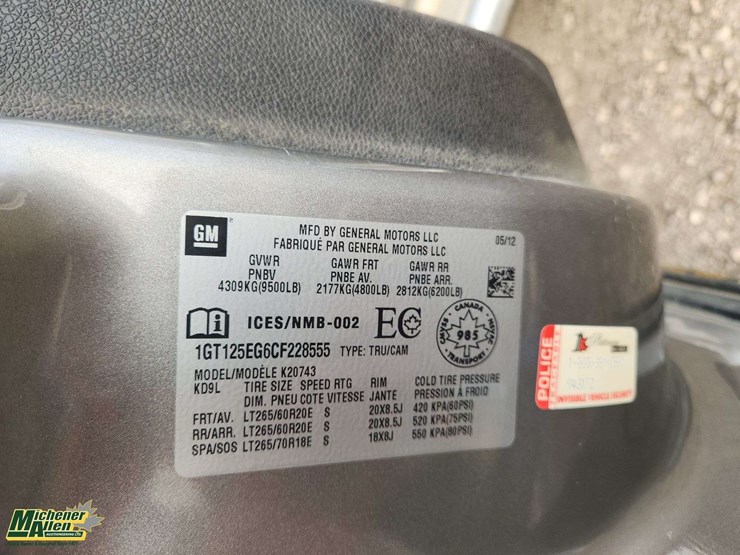 GM
MFD BY GENERAL MOTORS LLC
FABRIQUÉ PAR GENERAL MOTORS LLC
05/12
GVWR GAWR FRT GAWR RR
PNBV PNBE AV. PNBE ARR.
4309KG(9500LB) 2177KG(4800LB) 2812KG(6200LB)
ICES/NMB-002
CANADA
985
TRANSPORT
1GT125EG6CF228555 TYPE: TRU/CAM
MODEL/MODÈLE K20743
KD9L TIRE SIZE SPEED RTG RIM COLD TIRE PRESSURE
DIM. PNEU COTE VITESSE JANTE PRESSION À FROID
FRT/AV. LT265/60R20E S 20X8.5J 420 KPA(60PSI)
RR/ARR. LT265/60R20E S 20X8.5J 520 KPA(75PSI)
SPA/SOS LT265/70R18E S 18X8J 550 KPA(80PSI)
POLICE
Michener
Allen
AUCTIONEERING LTD.